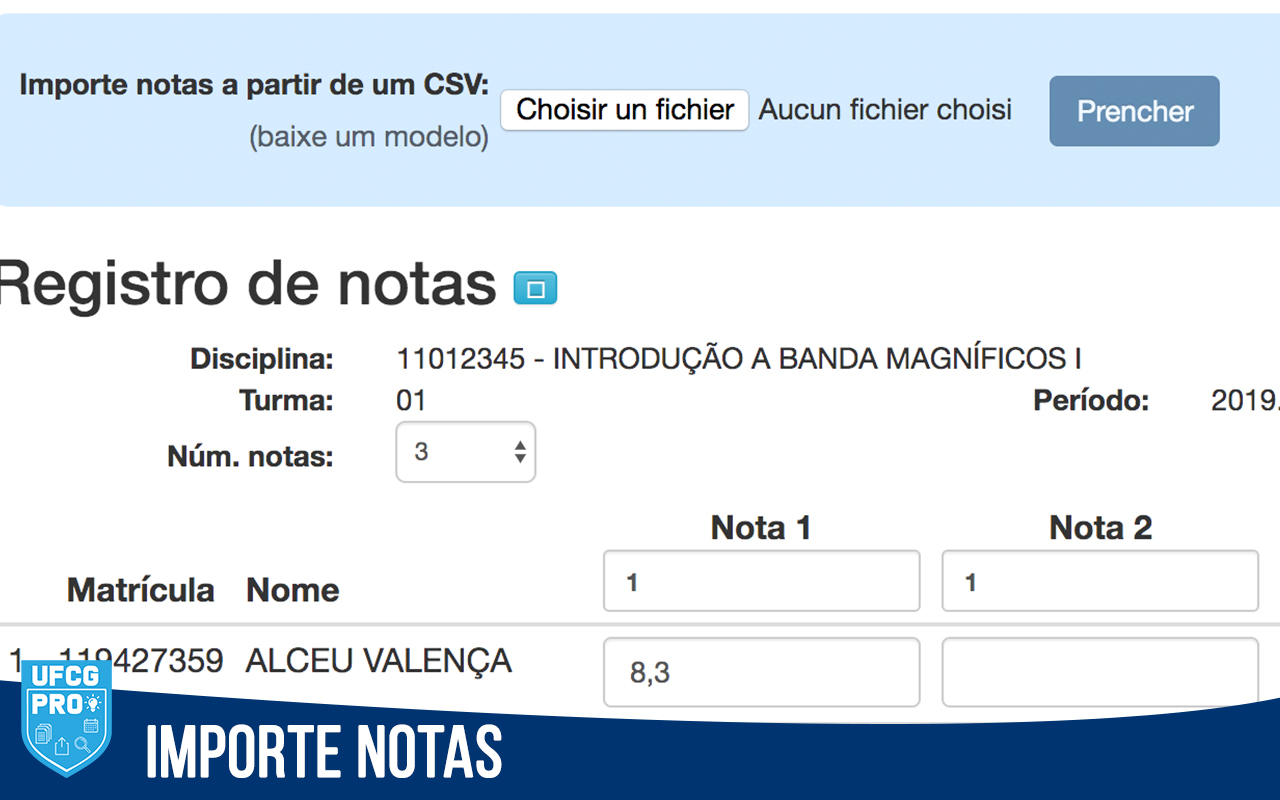 Importe notas a partir de um CSV:
(baixe um modelo)
Choisir un fichier Aucun fichier choisi
Prencher
Registro de notas
Disciplina: 11012345 - INTRODUÇÃO A BANDA MAGNÍFICOS I
Turma: 01 Período: 2019.
Núm. notas: 3
Nota 1 Nota 2
Matrícula Nome 1 1
1 119427359 ALCEU VALENÇA 8,3
UFCG
PRO
IMPORTE NOTAS